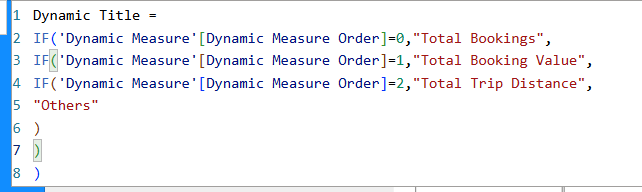 1 Dynamic Title =
2 IF('Dynamic Measure'[Dynamic Measure Order]=0,"Total Bookings",
3 IF('Dynamic Measure'[Dynamic Measure Order]=1,"Total Booking Value",
4 IF('Dynamic Measure'[Dynamic Measure Order]=2,"Total Trip Distance",
5 "Others"
6 )
7 )
8 )